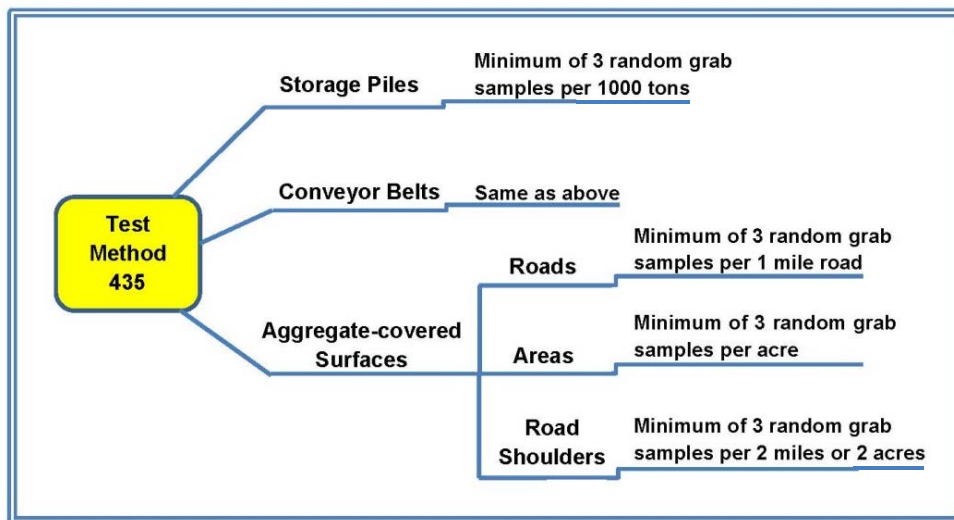 Test
Method
435
Storage Piles
Minimum of 3 random grab
samples per 1000 tons
Conveyor Belts
Same as above
Aggregate-covered
Surfaces
Roads
Minimum of 3 random grab
samples per 1 mile road
Areas
Minimum of 3 random grab
samples per acre
Road
Shoulders
Minimum of 3 random grab
samples per 2 miles or 2 acres